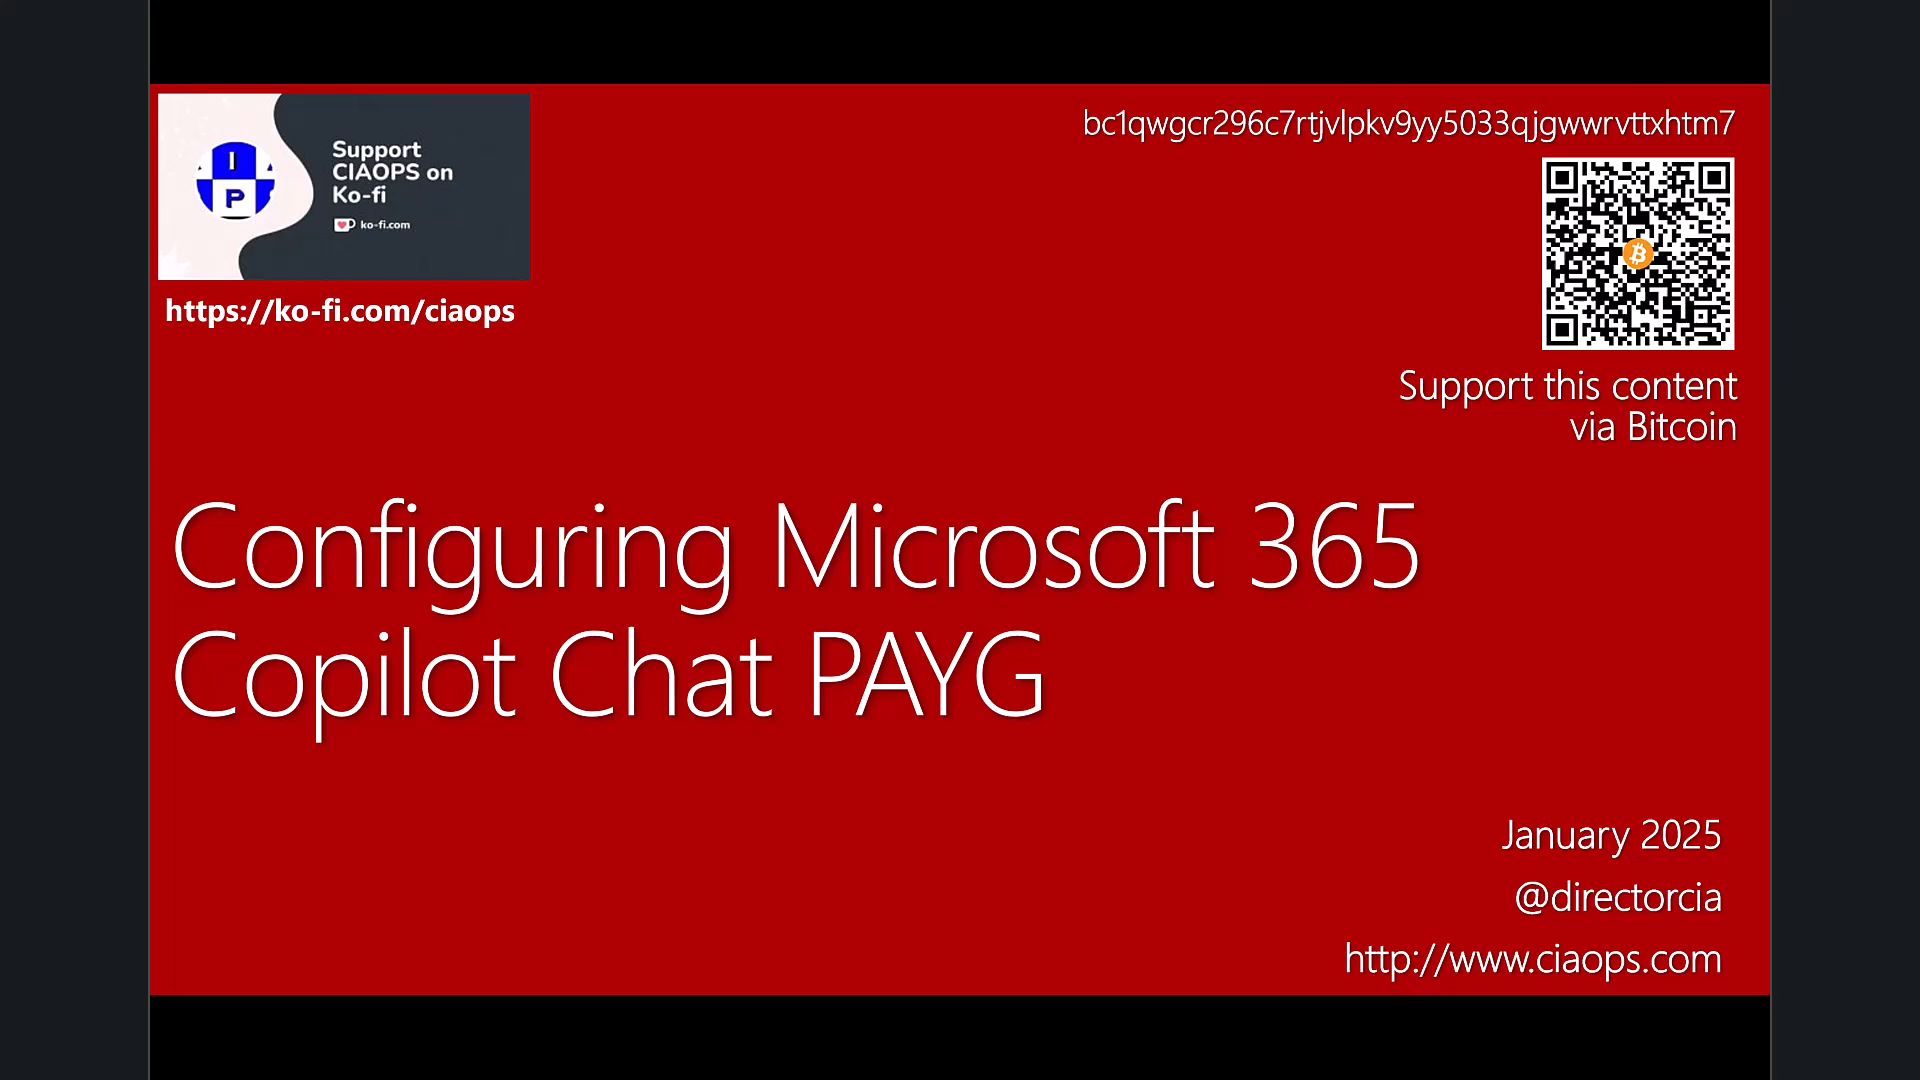 Support
CIAOPS on
Ko-fi
ko-fi.com
I
P
https://ko-fi.com/ciaops
bc1qwgcr296c7rtjvlpkv9yy5033qjgwwrvttxhtm7
Support this content
via Bitcoin
Configuring Microsoft 365
Copilot Chat PAYG
January 2025
@directorcia
http://www.ciaops.com